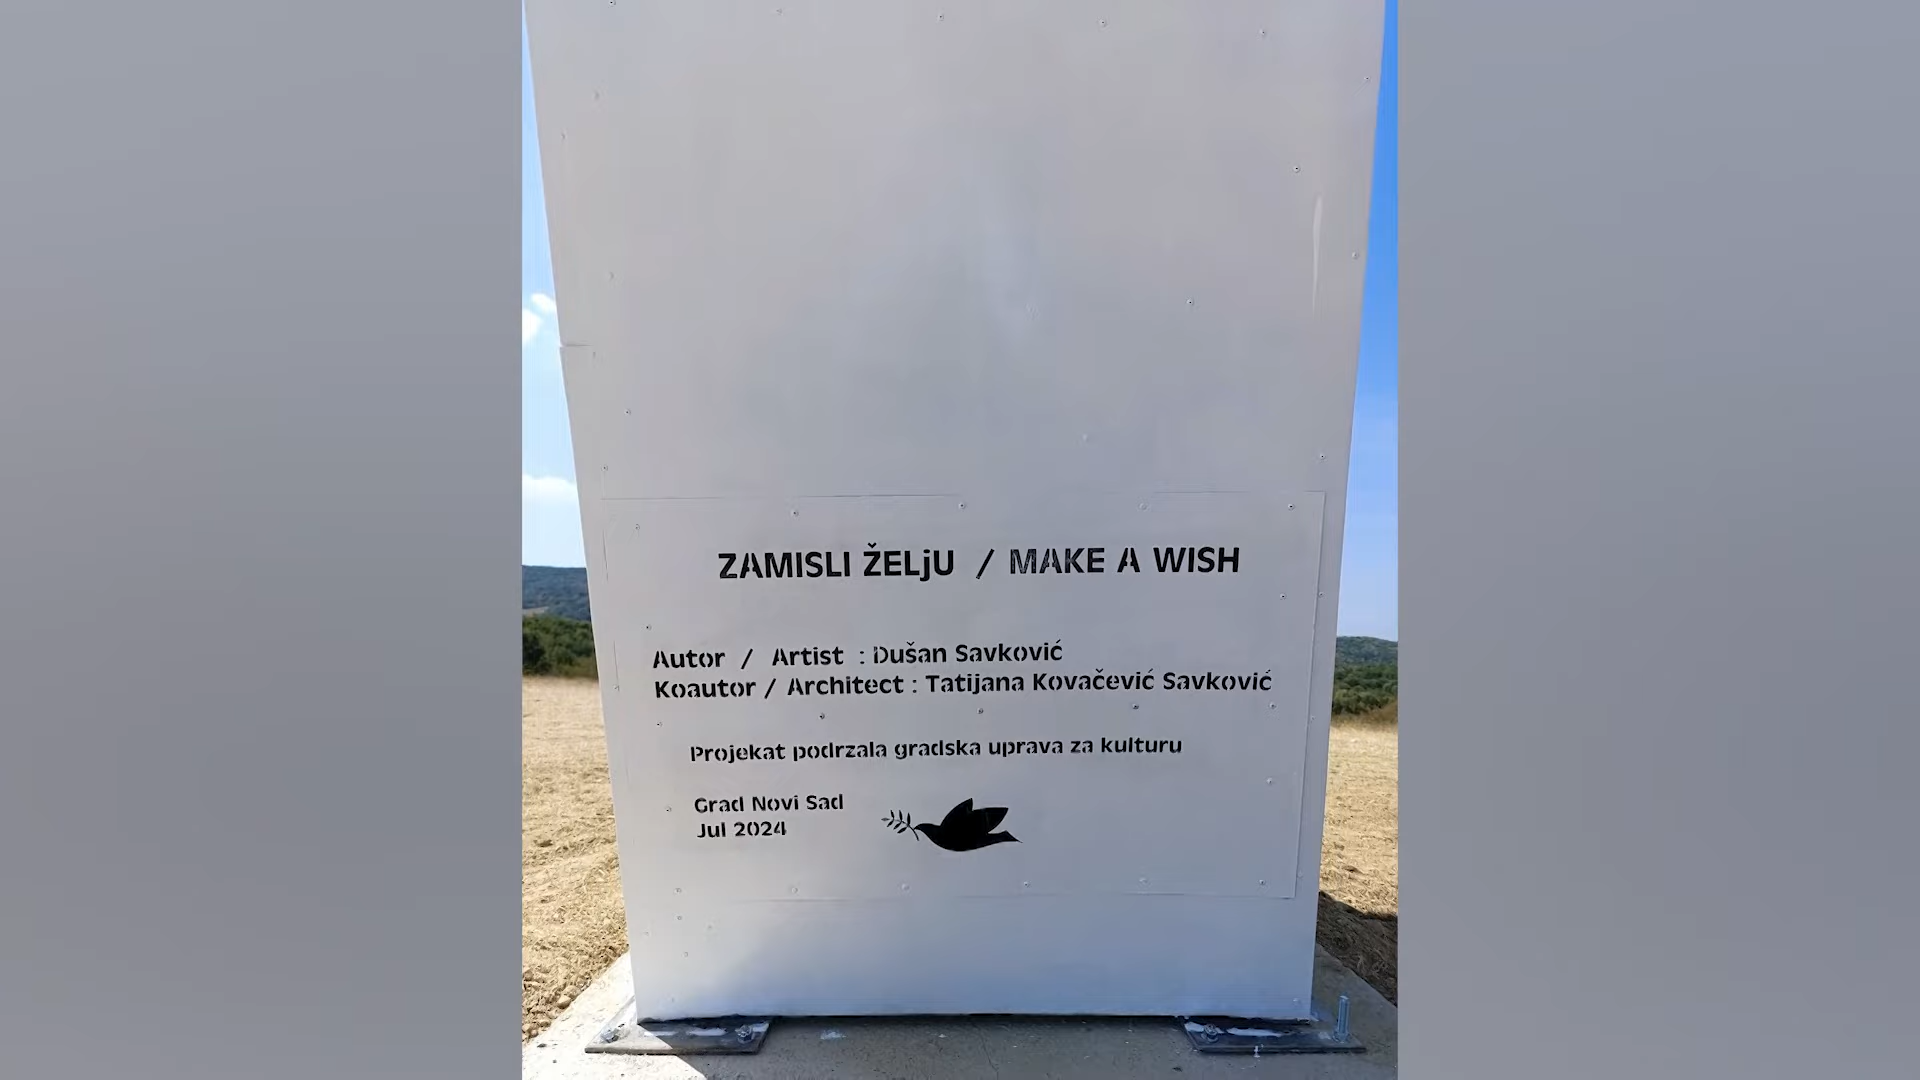 ZAMISLI ŽELjU / MAKE A WISH
Autor / Artist : Dušan Savković
Koautor / Architect : Tatijana Kovačević Savković
Projekat podrzala gradska uprava za kulturu
Grad Novi Sad
Jul 2024